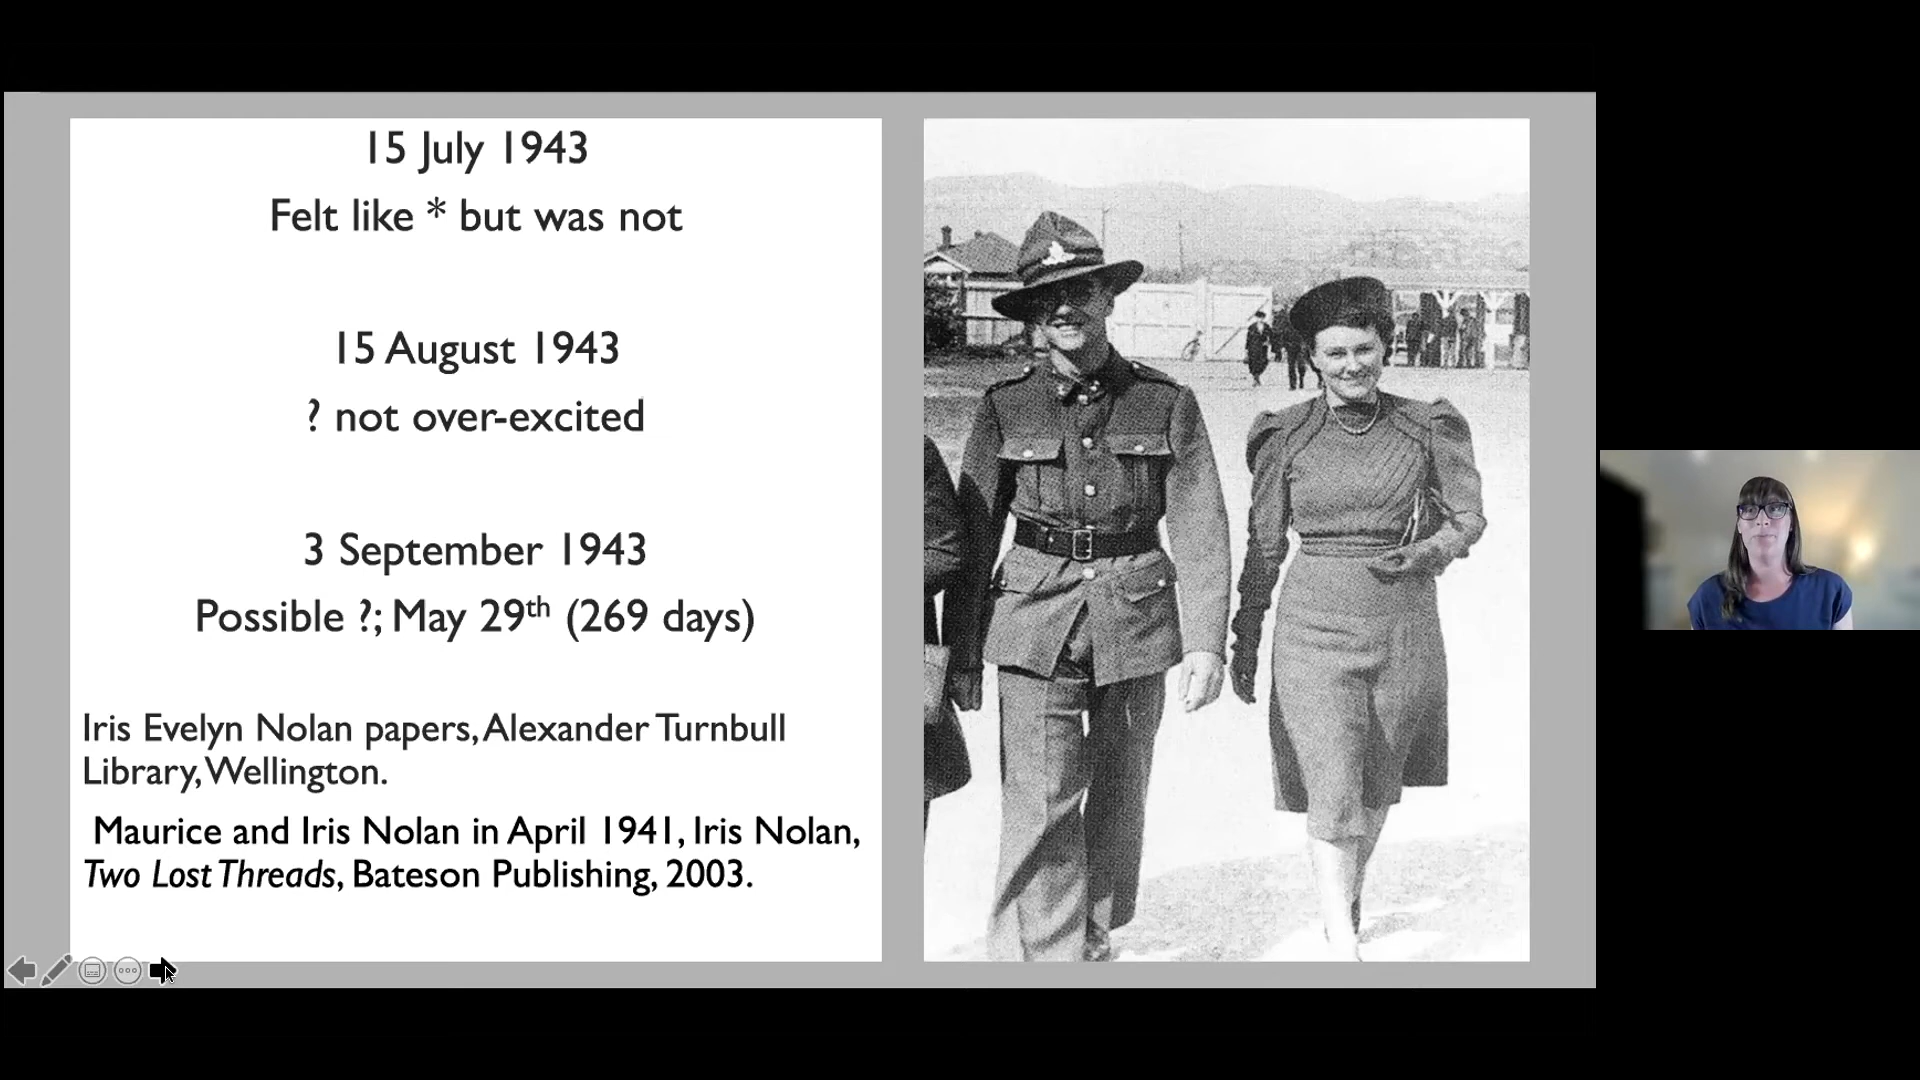 15 July 1943
Felt like * but was not
15 August 1943
? not over-excited
3 September 1943
Possible ?; May 29th (269 days)
Iris Evelyn Nolan papers, Alexander Turnbull
Library, Wellington.
Maurice and Iris Nolan in April 1941, Iris Nolan,
Two Lost Threads, Bateson Publishing, 2003.